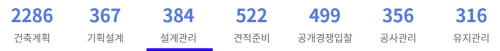 2286 367 384 522 499 356 316
건축계획 기획설계 설계관리 견적준비 공개경쟁입찰 공사관리 유지관리